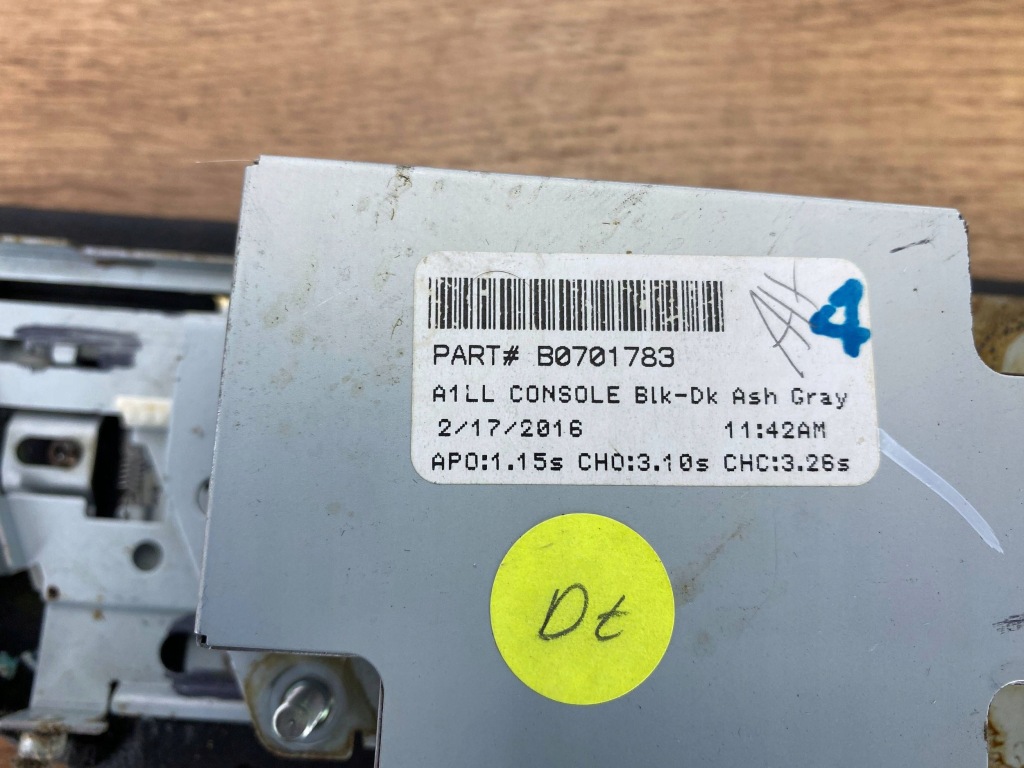 PART# B0701783
A1LL CONSOLE Blk-Dk Ash Gray
2/17/2016 11:42AM
APO:1.15s CHO:3.10s CHC:3.26s
4
Dt